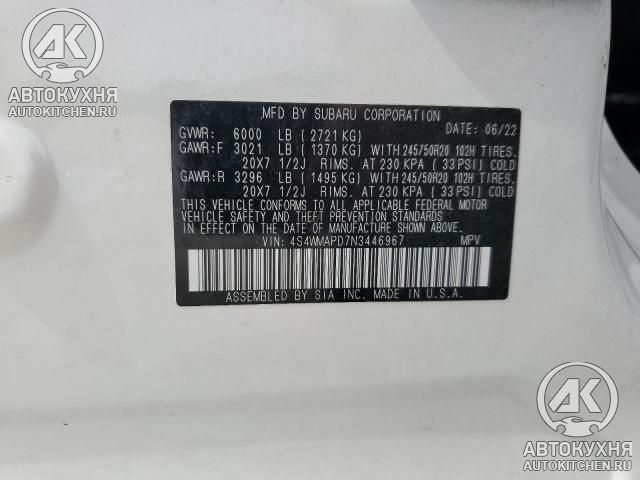 MFD BY SUBARU CORPORATION
GVWR: 6000 LB ( 2721 KG) DATE: 06/22
GAWR:F 3021 LB ( 1370 KG) WITH 245/50R20 102H TIRES.
20X7 1/2J RIMS. AT 230 KPA ( 33 PSI) COLD
GAWR:R 3296 LB ( 1495 KG) WITH 245/50R20 102H TIRES.
20X7 1/2J RIMS. AT 230 KPA ( 33 PSI) COLD
THIS VEHICLE CONFORMS TO ALL APPLICABLE FEDERAL MOTOR
VEHICLE SAFETY AND THEFT PREVENTION STANDARDS
IN EFFECT ON THE DATE OF MANUFACTURE SHOWN ABOVE.
VIN: 4S4WMAPD7N3446967 MPV
ASSEMBLED BY SIA INC. MADE IN U.S.A.
АК
АВТОКУХНЯ
AUTOKITCHEN.RU
АК
АВТОКУХНЯ
AUTOKITCHEN.RU